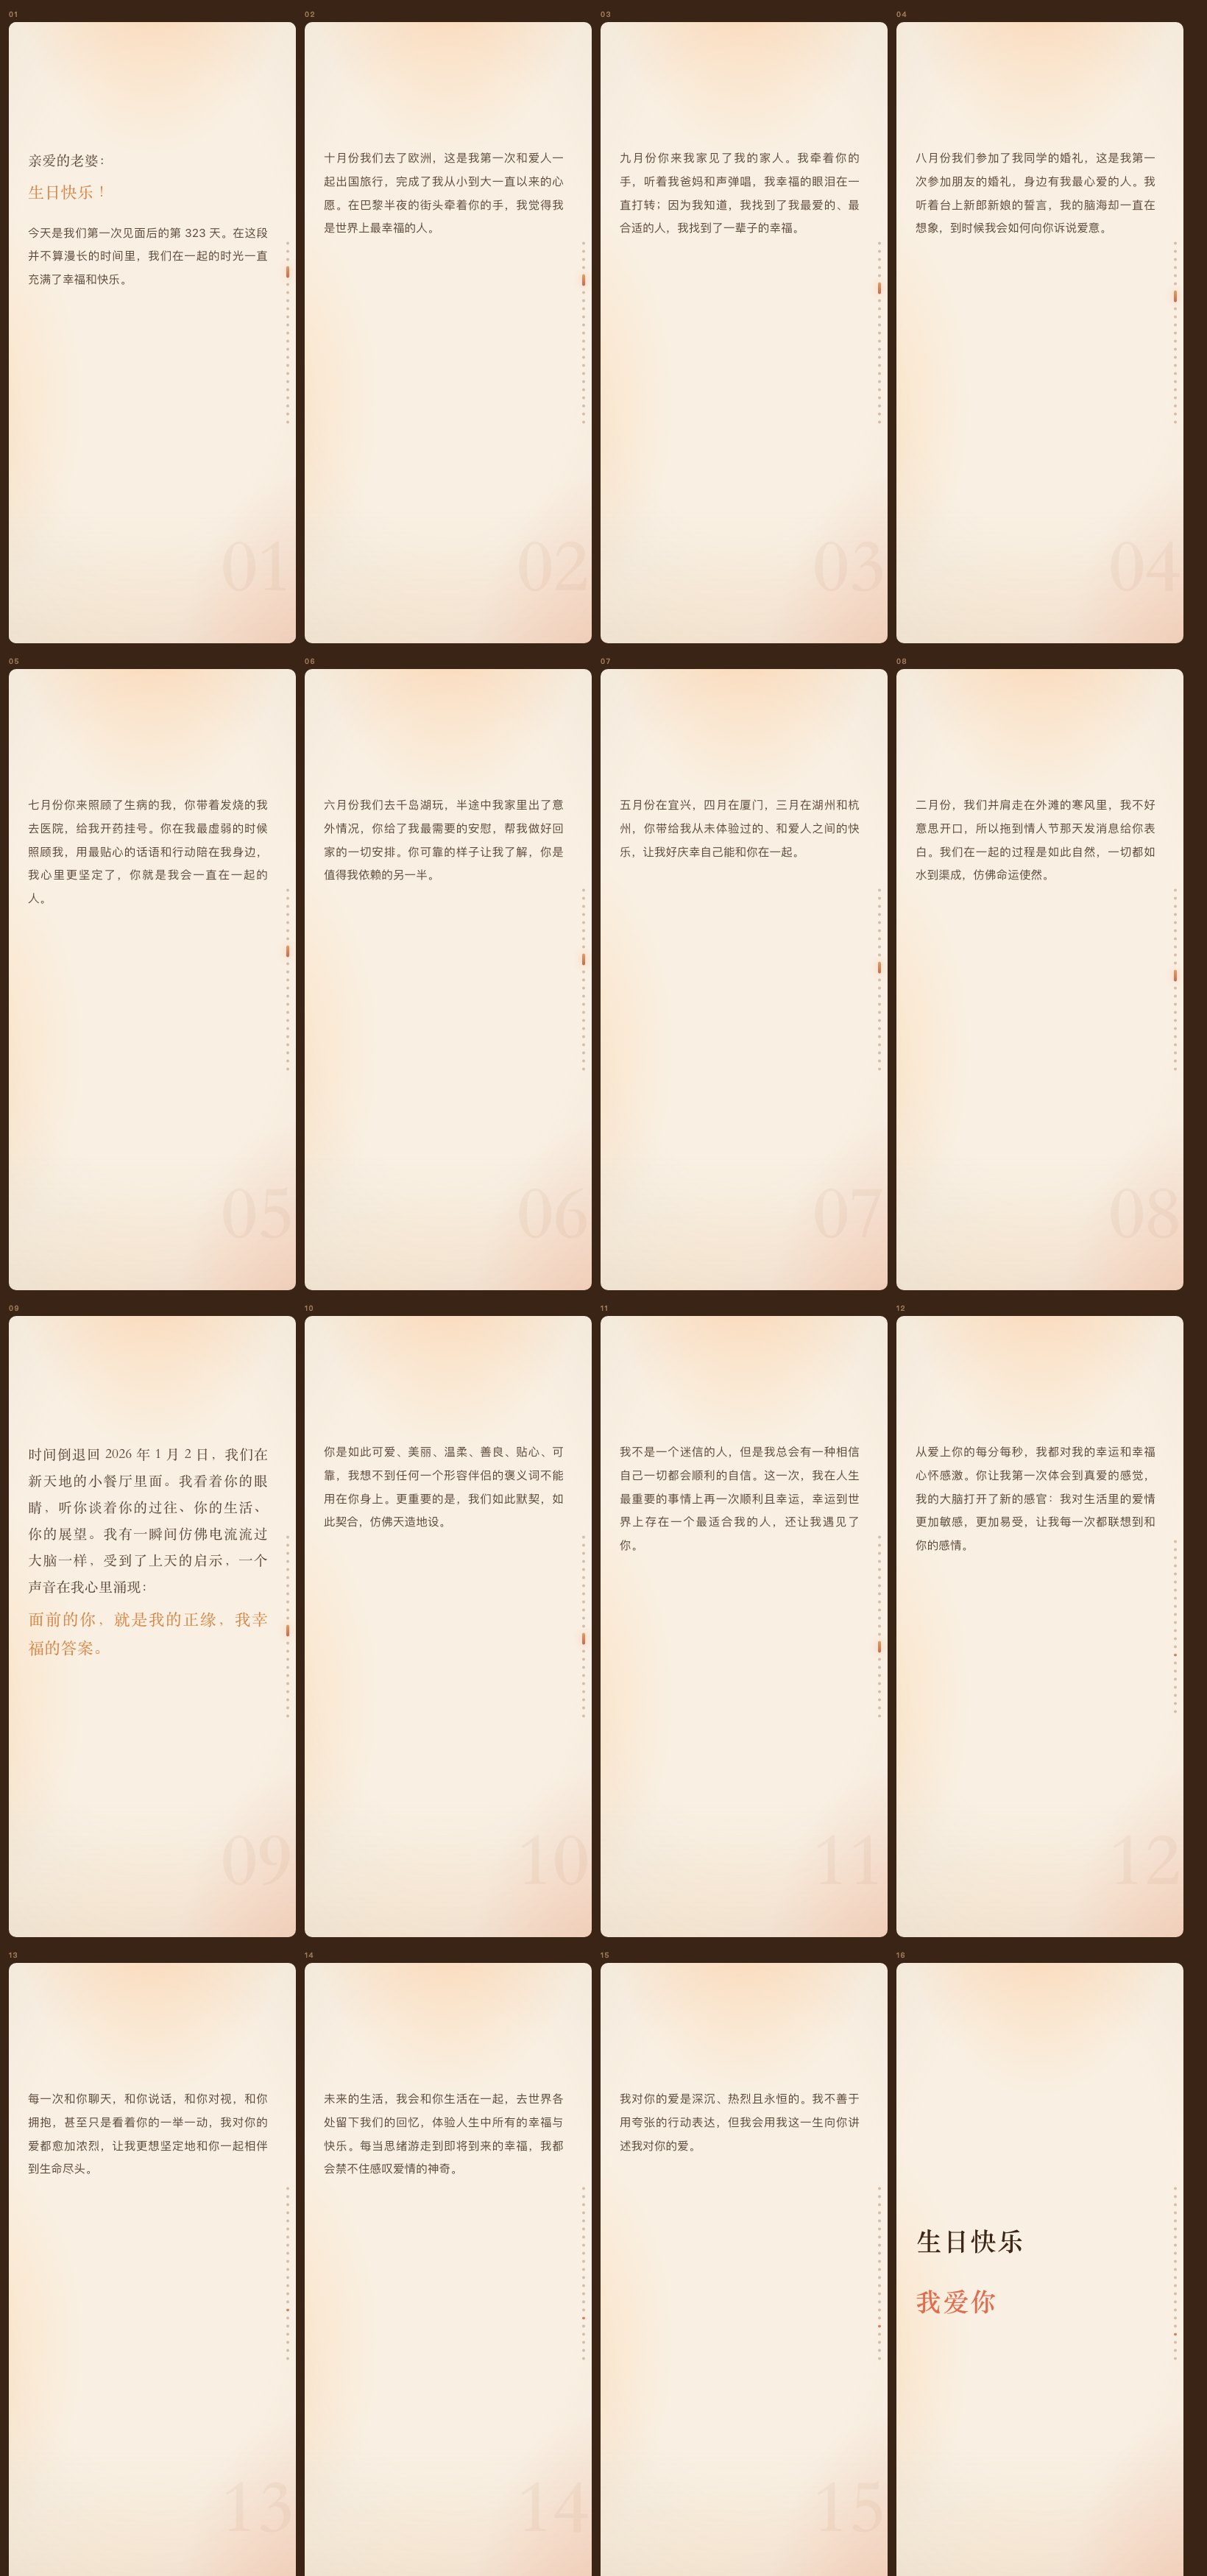 01
亲爱的老婆：
生日快乐！
今天是我们第一次见面后的第 323 天。在这段
并不算漫长的时间里，我们在一起的时光一直
充满了幸福和快乐。
01
02
十月份我们去了欧洲，这是我第一次和爱人一
起出国旅行，完成了我从小到大一直以来的心
愿。在巴黎半夜的街头牵着你的手，我觉得我
是世界上最幸福的人。
02
03
九月份你来我家见了我的家人。我牵着你的
手，听着我爸妈和声弹唱，我幸福的眼泪在一
直打转；因为我知道，我找到了我最爱的、最
合适的人，我找到了一辈子的幸福。
03
04
八月份我们参加了我同学的婚礼，这是我第一
次参加朋友的婚礼，身边有我最心爱的人。我
听着台上新郎新娘的誓言，我的脑海却一直在
想象，到时候我会如何向你诉说爱意。
04
05
七月份你来照顾了生病的我，你带着发烧的我
去医院，给我开药挂号。你在我最虚弱的时候
照顾我，用最贴心的话语和行动陪在我身边，
我心里更坚定了，你就是我会一直在一起的
人。
05
06
六月份我们去千岛湖玩，半途中我家里出了意
外情况，你给了我最需要的安慰，帮我做好回
家的一切安排。你可靠的样子让我了解，你是
值得我依赖的另一半。
06
07
五月份在宜兴，四月在厦门，三月在湖州和杭
州，你带给我从未体验过的、和爱人之间的快
乐，让我好庆幸自己能和你在一起。
07
08
二月份，我们并肩走在外滩的寒风里，我不好
意思开口，所以拖到情人节那天发消息给你表
白。我们在一起的过程是如此自然，一切都如
水到渠成，仿佛命运使然。
08
09
时间倒退回 2026 年 1 月 2 日，我们在
新天地的小餐厅里面。我看着你的眼
睛，听你谈着你的过往、你的生活、
你的展望。我有一瞬间仿佛电流流过
大脑一样，受到了上天的启示，一个
声音在我心里涌现：
面前的你，就是我的正缘，我幸
福的答案。
09
10
你是如此可爱、美丽、温柔、善良、贴心、可
靠，我想不到任何一个形容伴侣的褒义词不能
用在你身上。更重要的是，我们如此默契，如
此契合，仿佛天造地设。
10
11
我不是一个迷信的人，但是我总会有一种相信
自己一切都会顺利的自信。这一次，我在人生
最重要的事情上再一次顺利且幸运，幸运到世
界上存在一个最适合我的人，还让我遇见了
你。
11
12
从爱上你的每分每秒，我都对我的幸运和幸福
心怀感激。你让我第一次体会到真爱的感觉，
我的大脑打开了新的感官：我对生活里的爱情
更加敏感，更加易受，让我每一次都联想到和
你的感情。
12
13
每一次和你聊天，和你说话，和你对视，和你
拥抱，甚至只是看着你的一举一动，我对你的
爱都愈加浓烈，让我更想坚定地和你一起相伴
到生命尽头。
13
14
未来的生活，我会和你生活在一起，去世界各
处留下我们的回忆，体验人生中所有的幸福与
快乐。每当思绪游走到即将到来的幸福，我都
会禁不住感叹爱情的神奇。
14
15
我对你的爱是深沉、热烈且永恒的。我不善于
用夸张的行动表达，但我会用我这一生向你讲
述我对你的爱。
15
16
生日快乐
我爱你